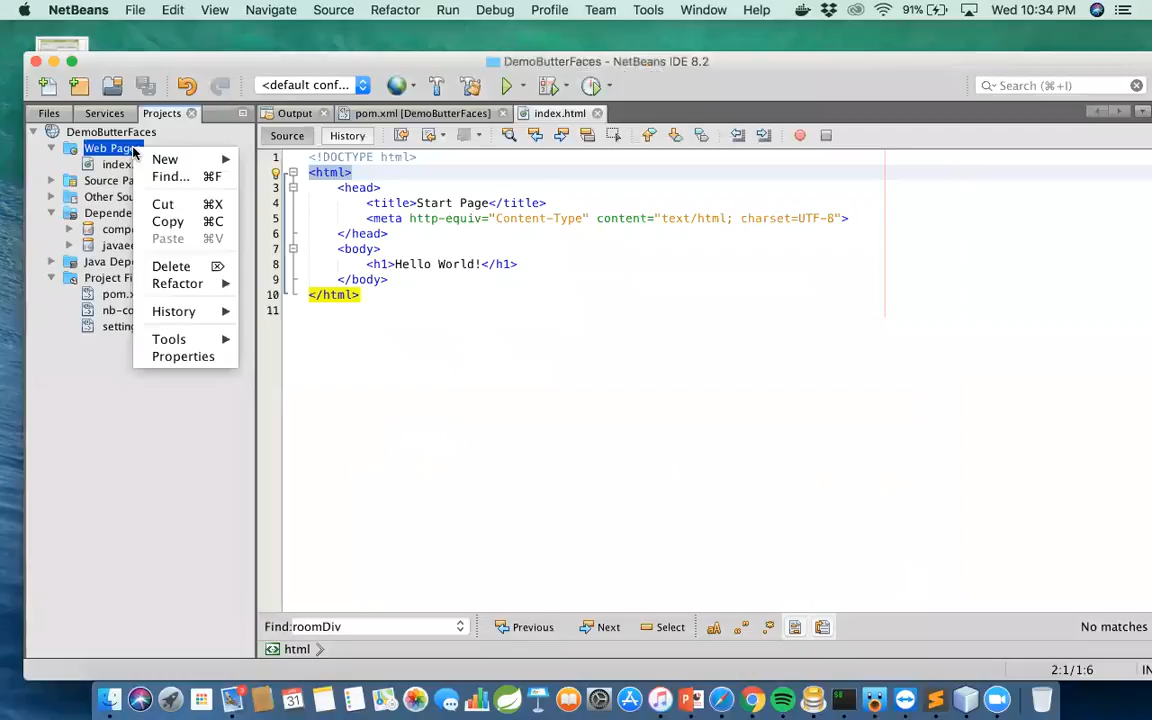 NetBeans File Edit View Navigate Source Refactor Run Debug Profile Team Tools Window Help 91% Wed 10:34 PM
DemoButterFaces - NetBeans IDE 8.2
<default conf... Search (⌘+I)
Files Services Projects Output pom.xml [DemoButterFaces] index.html
Source History
DemoButterFaces
Web Pag
index.
Source Pa
Other Sou
Depende
comp
javaee
Java Dep
Project Fi
pom.x
nb-co
setting
New
Find... ⌘F
Cut ⌘X
Copy ⌘C
Paste ⌘V
Delete ⌦
Refactor
History
Tools
Properties
1 <!DOCTYPE html>
2 <html>
3 <head>
4 <title>Start Page</title>
5 <meta http-equiv="Content-Type" content="text/html; charset=UTF-8">
6 </head>
7 <body>
8 <h1>Hello World!</h1>
9 </body>
10 </html>
11
Find: roomDiv Previous Next Select No matches
html
2:1/1:6 IN
31